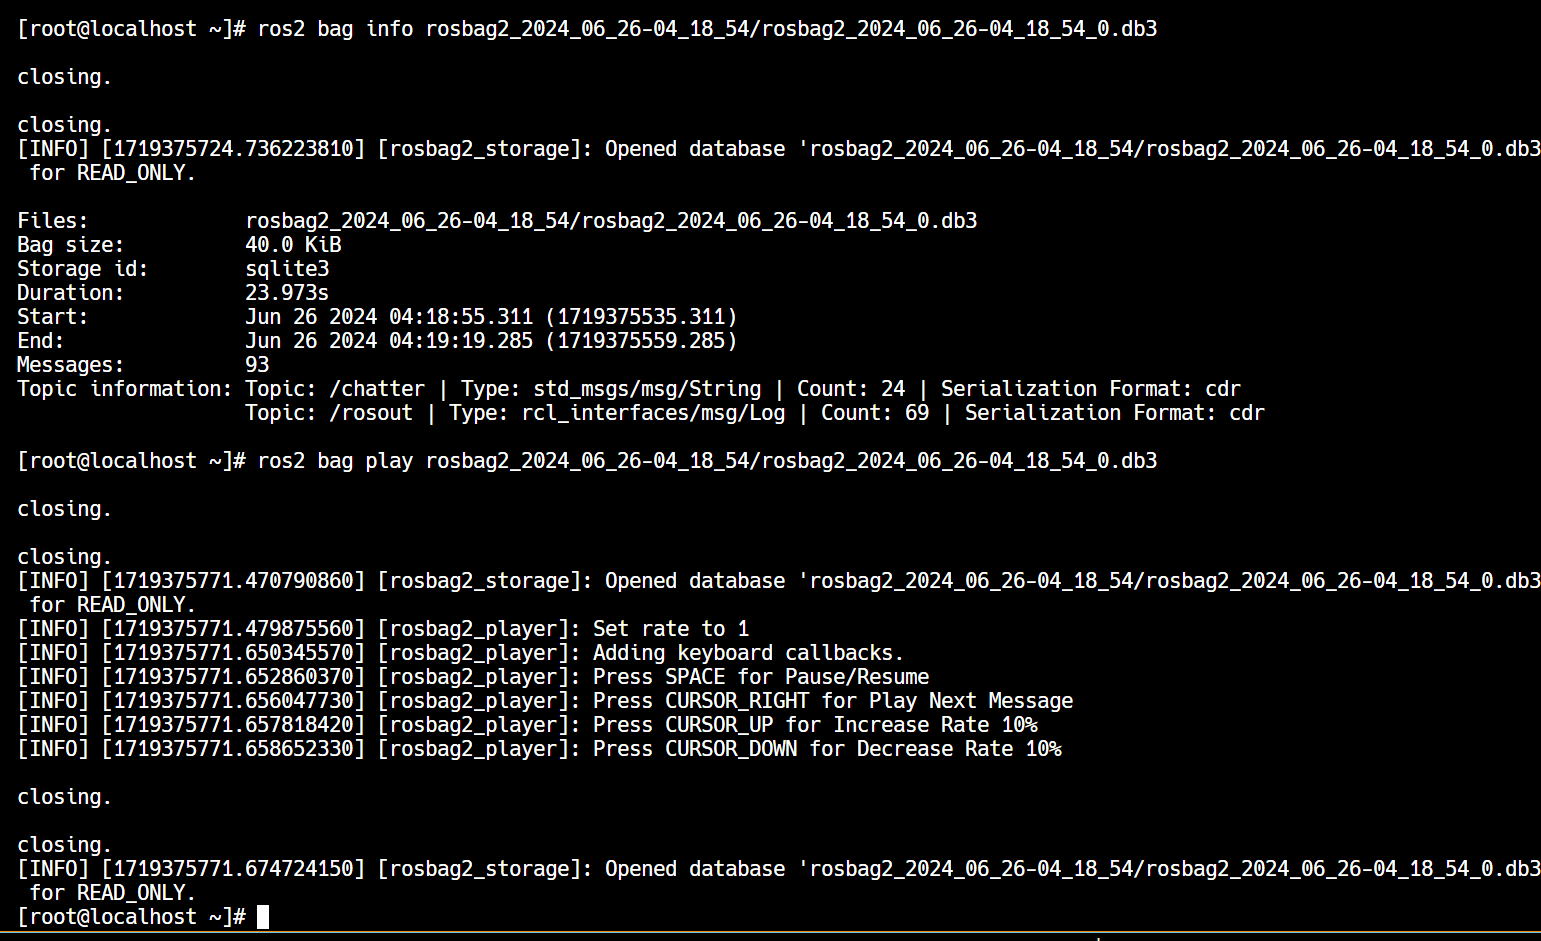 [root@localhost ~]# ros2 bag info rosbag2_2024_06_26-04_18_54/rosbag2_2024_06_26-04_18_54_0.db3
closing.
closing.
[INFO] [1719375724.736223810] [rosbag2_storage]: Opened database 'rosbag2_2024_06_26-04_18_54/rosbag2_2024_06_26-04_18_54_0.db3
 for READ_ONLY.
Files:             rosbag2_2024_06_26-04_18_54/rosbag2_2024_06_26-04_18_54_0.db3
Bag size:          40.0 KiB
Storage id:        sqlite3
Duration:          23.973s
Start:             Jun 26 2024 04:18:55.311 (1719375535.311)
End:               Jun 26 2024 04:19:19.285 (1719375559.285)
Messages:          93
Topic information: Topic: /chatter | Type: std_msgs/msg/String | Count: 24 | Serialization Format: cdr
                   Topic: /rosout | Type: rcl_interfaces/msg/Log | Count: 69 | Serialization Format: cdr
[root@localhost ~]# ros2 bag play rosbag2_2024_06_26-04_18_54/rosbag2_2024_06_26-04_18_54_0.db3
closing.
closing.
[INFO] [1719375771.470790860] [rosbag2_storage]: Opened database 'rosbag2_2024_06_26-04_18_54/rosbag2_2024_06_26-04_18_54_0.db3
 for READ_ONLY.
[INFO] [1719375771.479875560] [rosbag2_player]: Set rate to 1
[INFO] [1719375771.650345570] [rosbag2_player]: Adding keyboard callbacks.
[INFO] [1719375771.652860370] [rosbag2_player]: Press SPACE for Pause/Resume
[INFO] [1719375771.656047730] [rosbag2_player]: Press CURSOR_RIGHT for Play Next Message
[INFO] [1719375771.657818420] [rosbag2_player]: Press CURSOR_UP for Increase Rate 10%
[INFO] [1719375771.658652330] [rosbag2_player]: Press CURSOR_DOWN for Decrease Rate 10%
closing.
closing.
[INFO] [1719375771.674724150] [rosbag2_storage]: Opened database 'rosbag2_2024_06_26-04_18_54/rosbag2_2024_06_26-04_18_54_0.db3
 for READ_ONLY.
[root@localhost ~]#